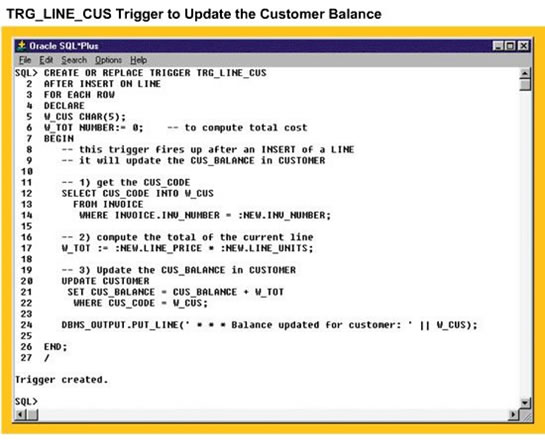 TRG_LINE_CUS Trigger to Update the Customer Balance
Oracle SQL*Plus
File Edit Search Options Help
SQL> CREATE OR REPLACE TRIGGER TRG_LINE_CUS
2 AFTER INSERT ON LINE
3 FOR EACH ROW
4 DECLARE
5 W_CUS CHAR(5);
6 W_TOT NUMBER:= 0; -- to compute total cost
7 BEGIN
8 -- this trigger fires up after an INSERT of a LINE
9 -- it will update the CUS_BALANCE in CUSTOMER
10
11 -- 1) get the CUS_CODE
12 SELECT CUS_CODE INTO W_CUS
13 FROM INVOICE
14 WHERE INVOICE.INV_NUMBER = :NEW.INV_NUMBER;
15
16 -- 2) compute the total of the current line
17 W_TOT := :NEW.LINE_PRICE * :NEW.LINE_UNITS;
18
19 -- 3) Update the CUS_BALANCE in CUSTOMER
20 UPDATE CUSTOMER
21 SET CUS_BALANCE = CUS_BALANCE + W_TOT
22 WHERE CUS_CODE = W_CUS;
23
24 DBMS_OUTPUT.PUT_LINE(' * * * Balance updated for customer: ' || W_CUS);
25
26 END;
27 /
Trigger created.
SQL>